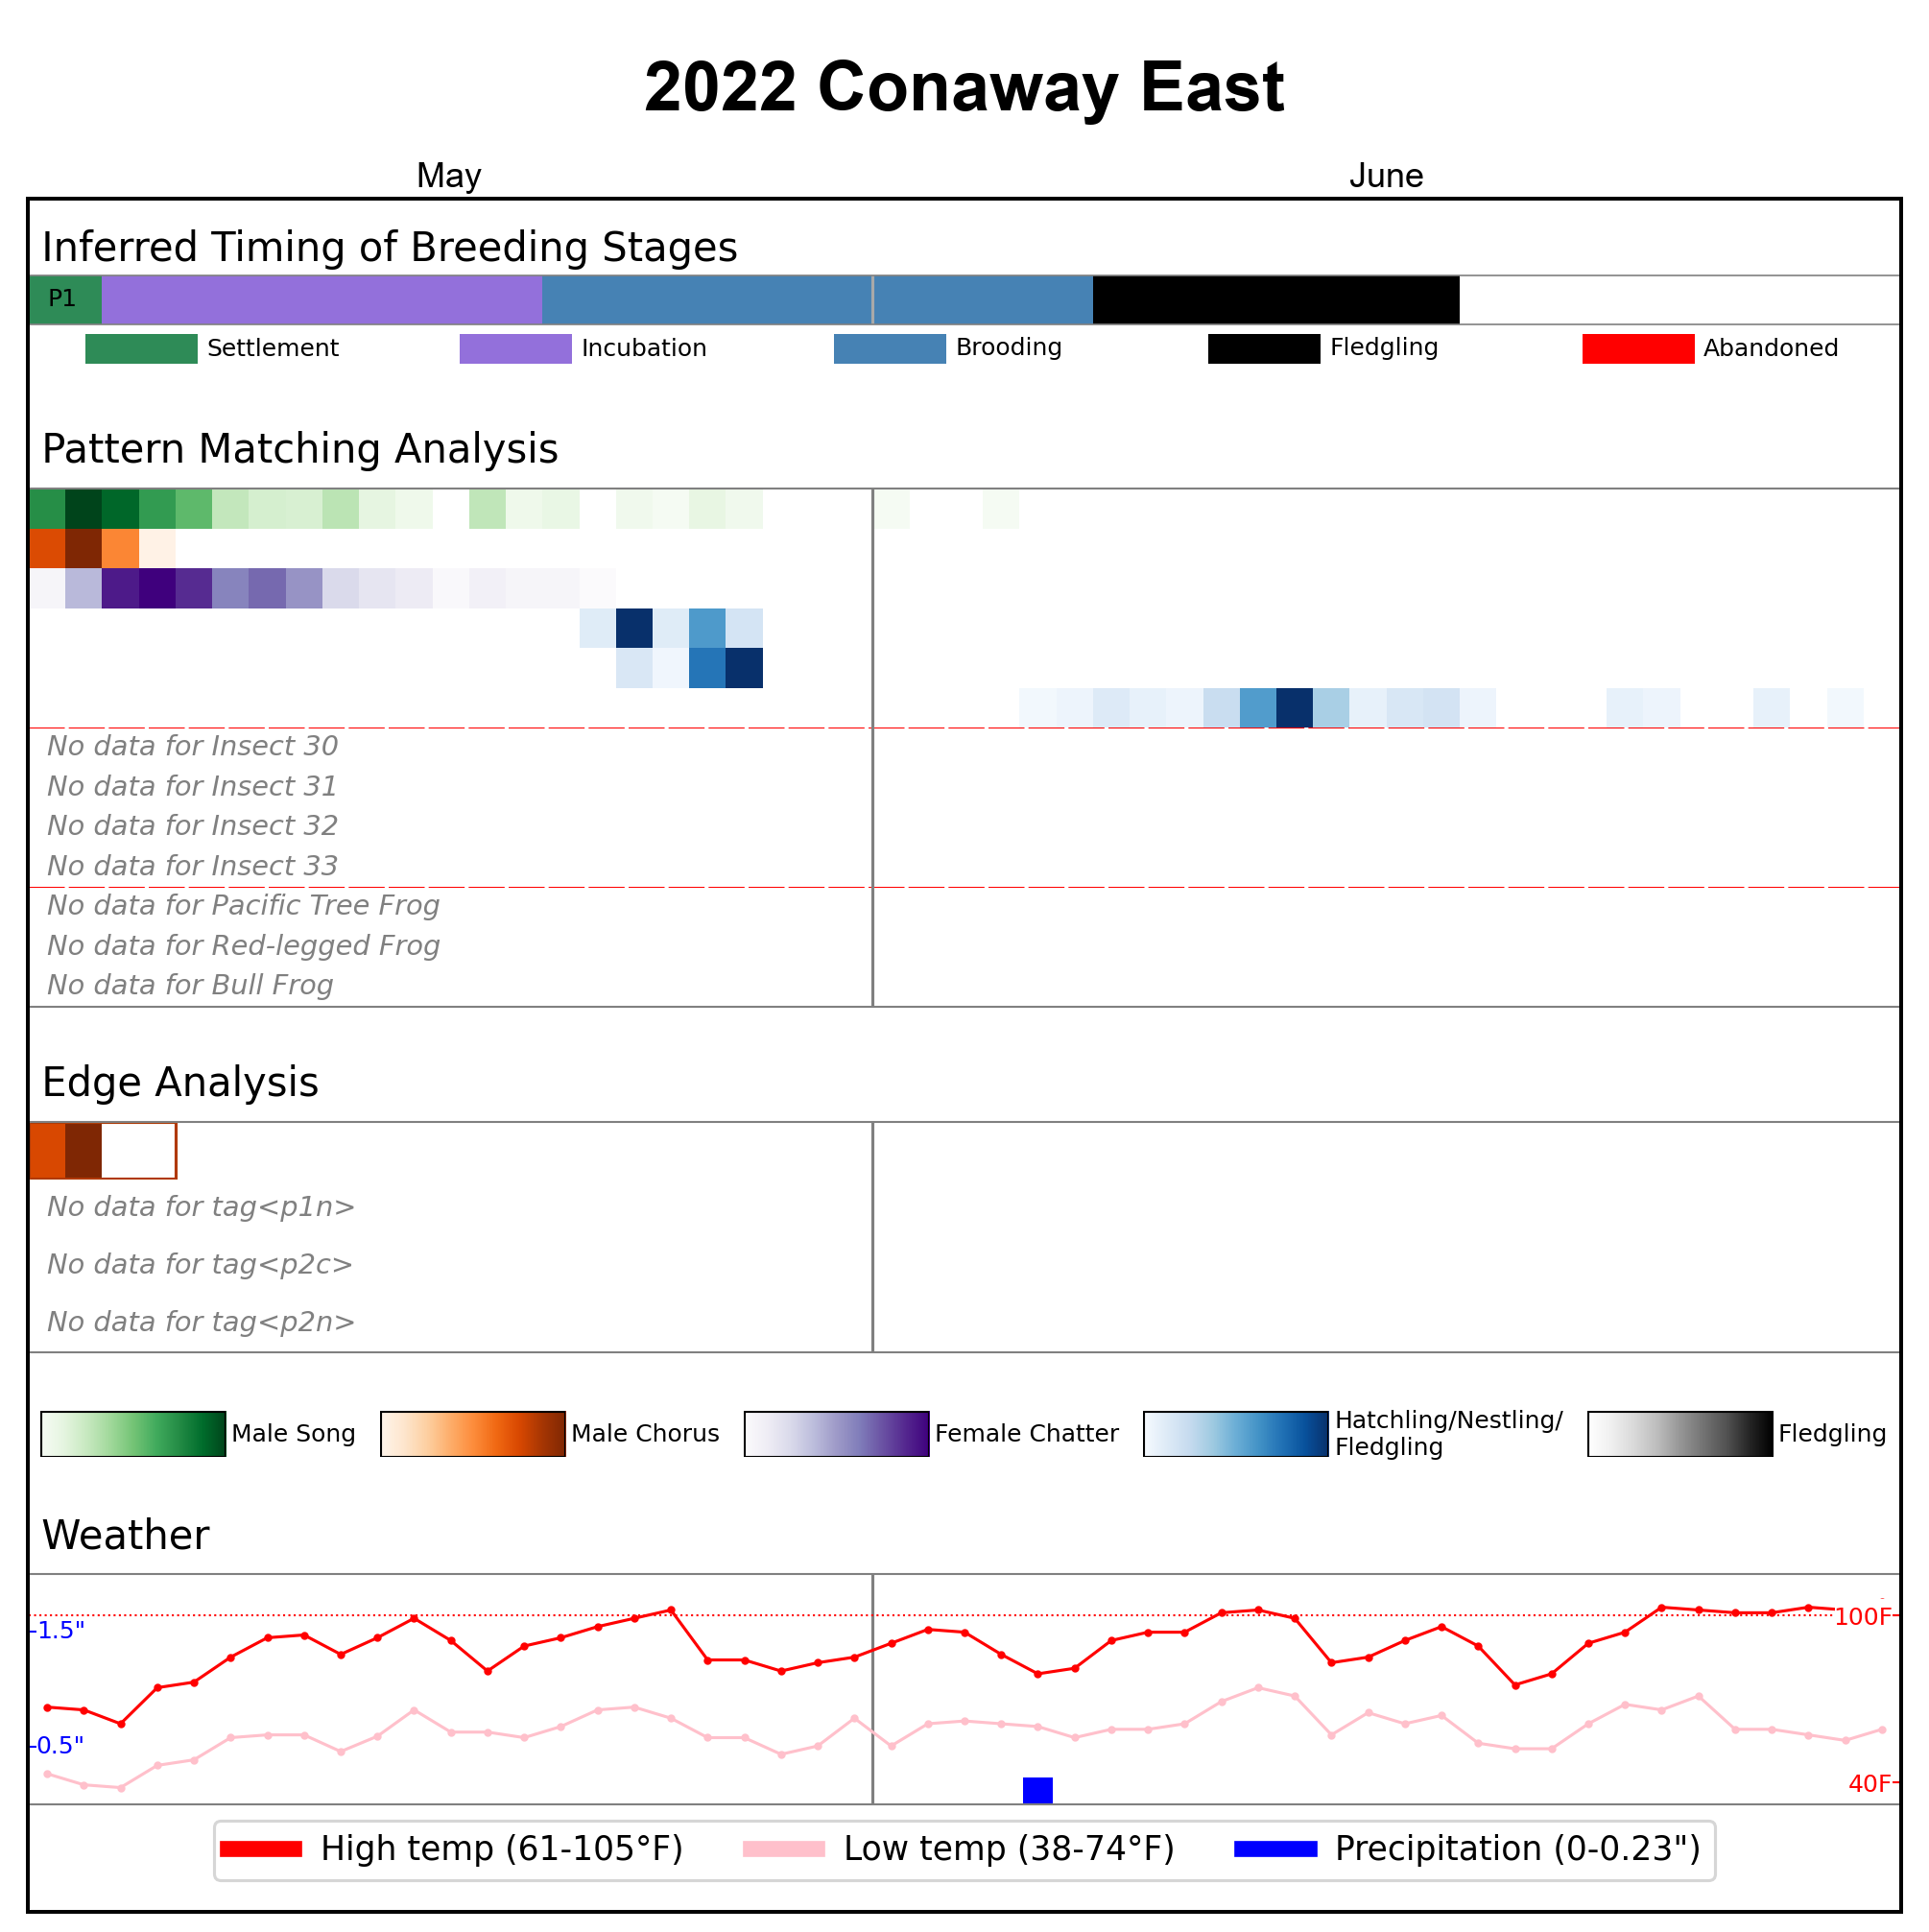 2022 Conaway East
May June
Inferred Timing of Breeding Stages
P1
Settlement Incubation Brooding Fledgling Abandoned
Pattern Matching Analysis
No data for Insect 30
No data for Insect 31
No data for Insect 32
No data for Insect 33
No data for Pacific Tree Frog
No data for Red-legged Frog
No data for Bull Frog
Edge Analysis
No data for tag<p1n>
No data for tag<p2c>
No data for tag<p2n>
Male Song Male Chorus Female Chatter Hatchling/Nestling/
Fledgling Fledgling
Weather
1.5" 100F
0.5" 40F
High temp (61-105°F) Low temp (38-74°F) Precipitation (0-0.23")